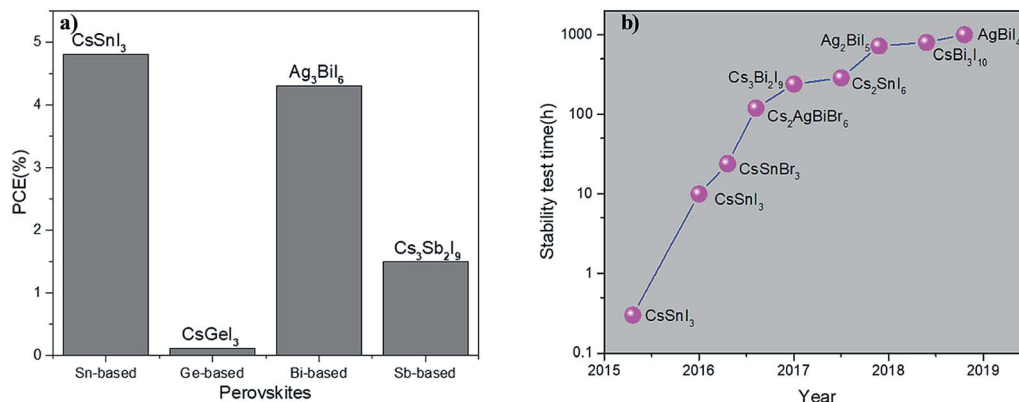 a)
PCE(%)
5
4
3
2
1
0
CsSnI₃
CsGeI₃
Ag₃BiI₆
Cs₃Sb₂I₉
Sn-based
Ge-based
Bi-based
Sb-based
Perovskites
b)
Stability test time(h)
1000
100
10
1
0.1
CsSnI₃
CsSnI₃
CsSnBr₃
Cs₂AgBiBr₆
Cs₃Bi₂I₉
Cs₂SnI₆
Ag₂BiI₅
CsBi₃I₁₀
AgBiI₄
2015
2016
2017
2018
2019
Year